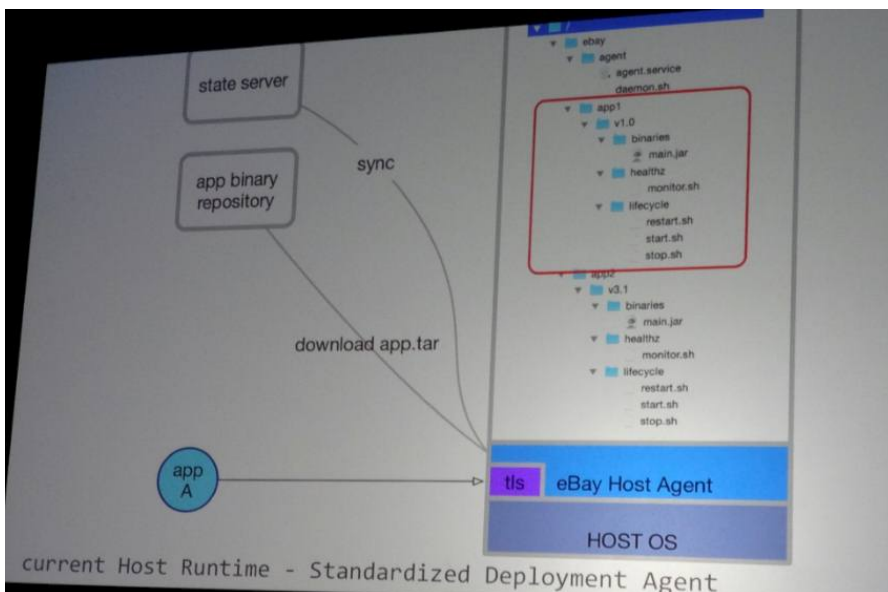 state server
app binary
repository
sync
download app.tar
app
A
/
ebay
agent
agent.service
daemon.sh
app1
v1.0
binaries
main.jar
healthz
monitor.sh
lifecycle
restart.sh
start.sh
stop.sh
app2
v3.1
binaries
main.jar
healthz
monitor.sh
lifecycle
restart.sh
start.sh
stop.sh
tls
eBay Host Agent
HOST OS
current Host Runtime - Standardized Deployment Agent